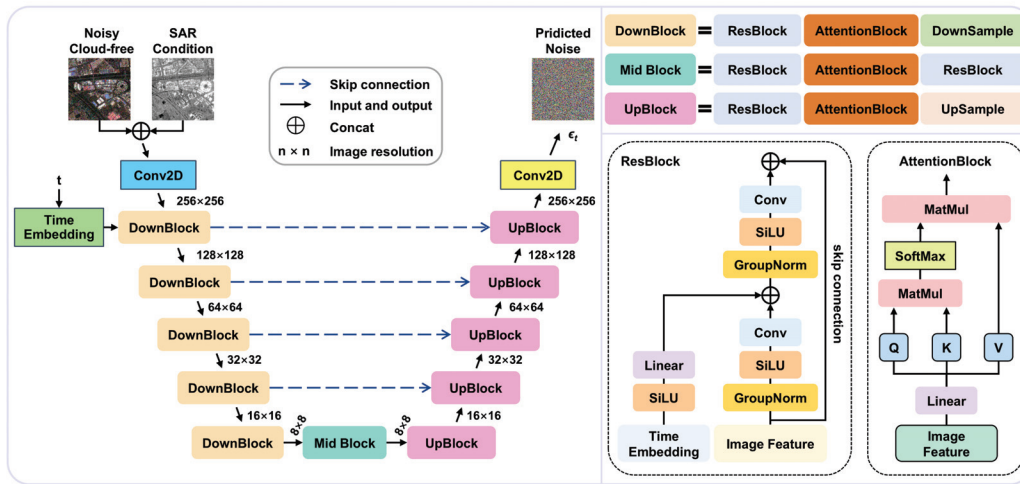 Noisy
Cloud-free
SAR
Condition
Pridicted
Noise
Skip connection
Input and output
Concat
n × n Image resolution
ϵt
t
Conv2D
Conv2D
256×256
256×256
Time
Embedding
DownBlock
UpBlock
128×128
128×128
DownBlock
UpBlock
64×64
64×64
DownBlock
UpBlock
32×32
32×32
DownBlock
UpBlock
16×16
16×16
DownBlock
8×8
Mid Block
8×8
UpBlock
DownBlock = ResBlock AttentionBlock DownSample
Mid Block = ResBlock AttentionBlock ResBlock
UpBlock = ResBlock AttentionBlock UpSample
ResBlock
Conv
SiLU
GroupNorm
skip connection
Conv
Linear
SiLU
SiLU
GroupNorm
Time
Embedding
Image Feature
AttentionBlock
MatMul
SoftMax
MatMul
Q K V
Linear
Image
Feature